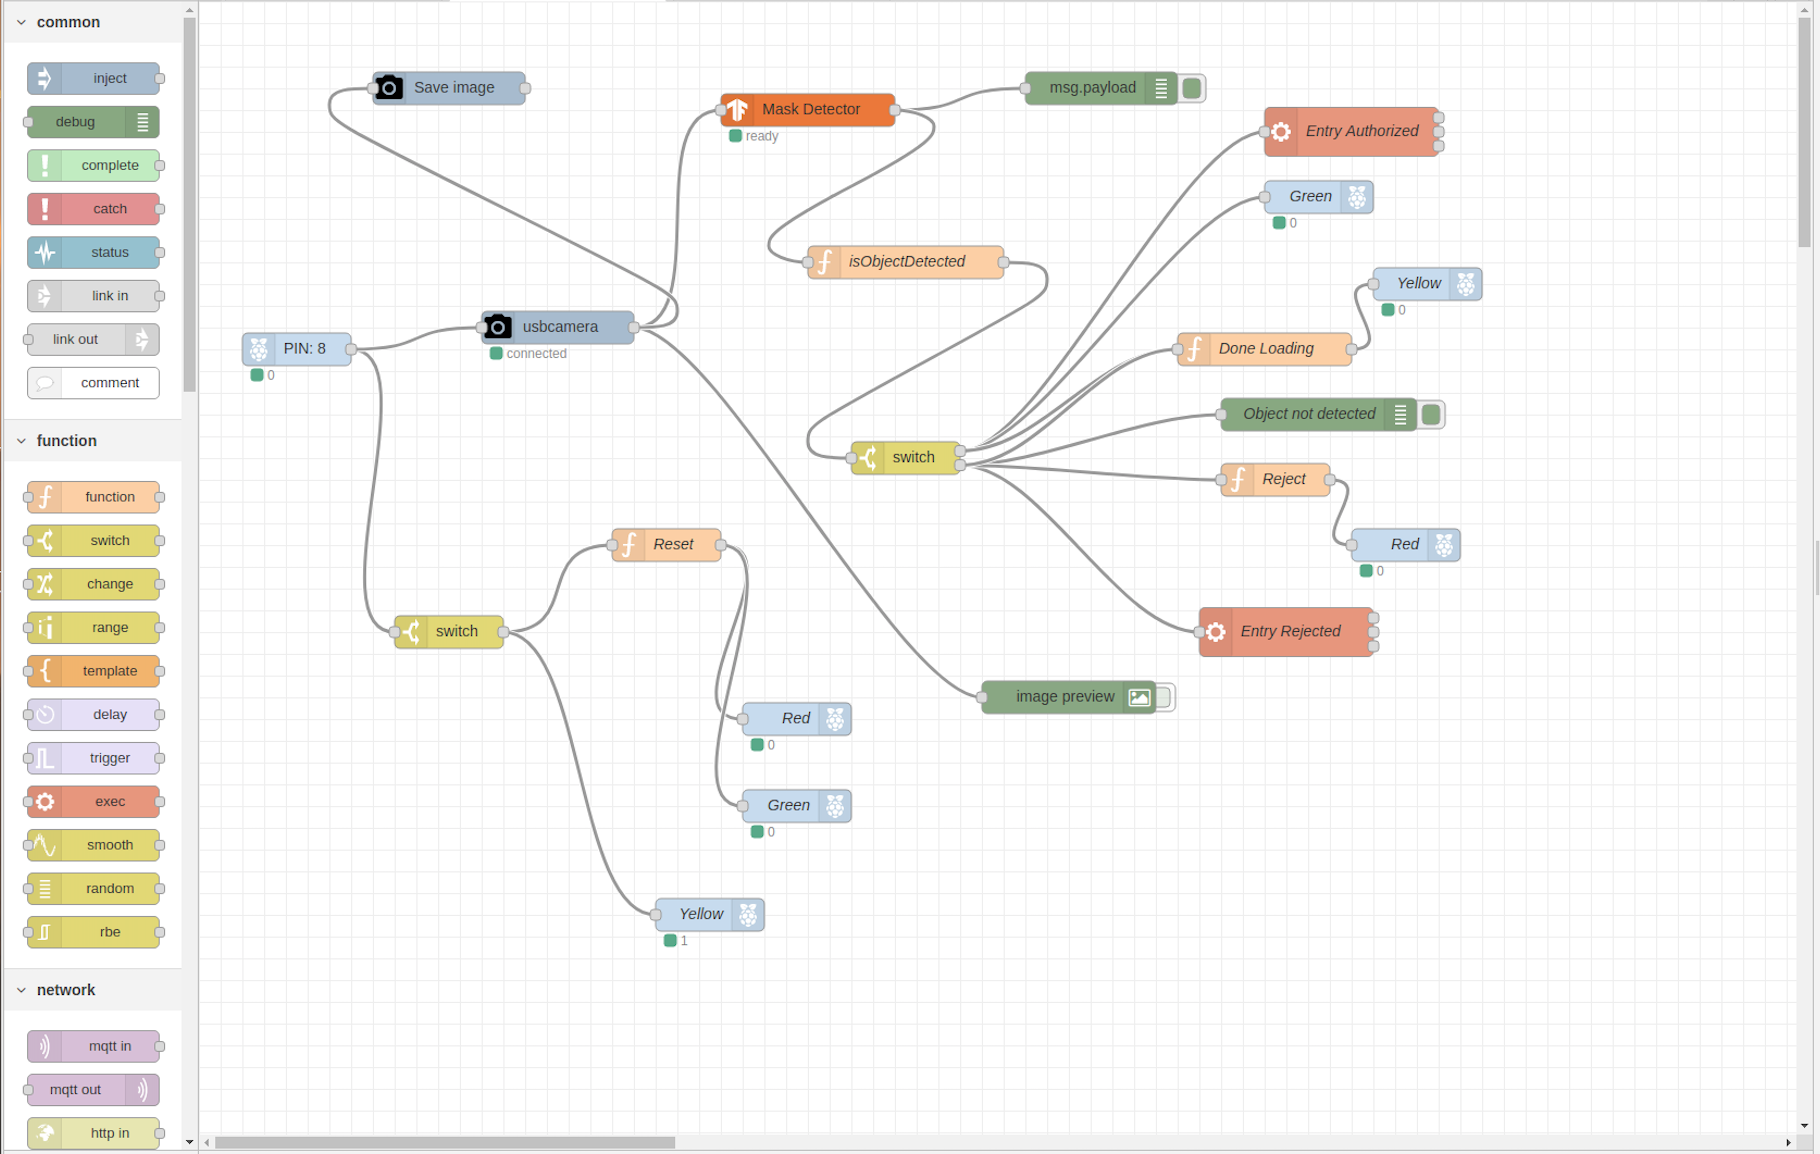 common
inject
debug
complete
catch
status
link in
link out
comment
function
function
switch
change
range
template
delay
trigger
exec
smooth
random
rbe
network
mqtt in
mqtt out
http in
Save image
Mask Detector
ready
msg.payload
Entry Authorized
Green
0
isObjectDetected
Yellow
0
usbcamera
connected
PIN: 8
0
Done Loading
Object not detected
switch
Reject
Reset
Red
0
switch
Entry Rejected
image preview
Red
0
Green
0
Yellow
1